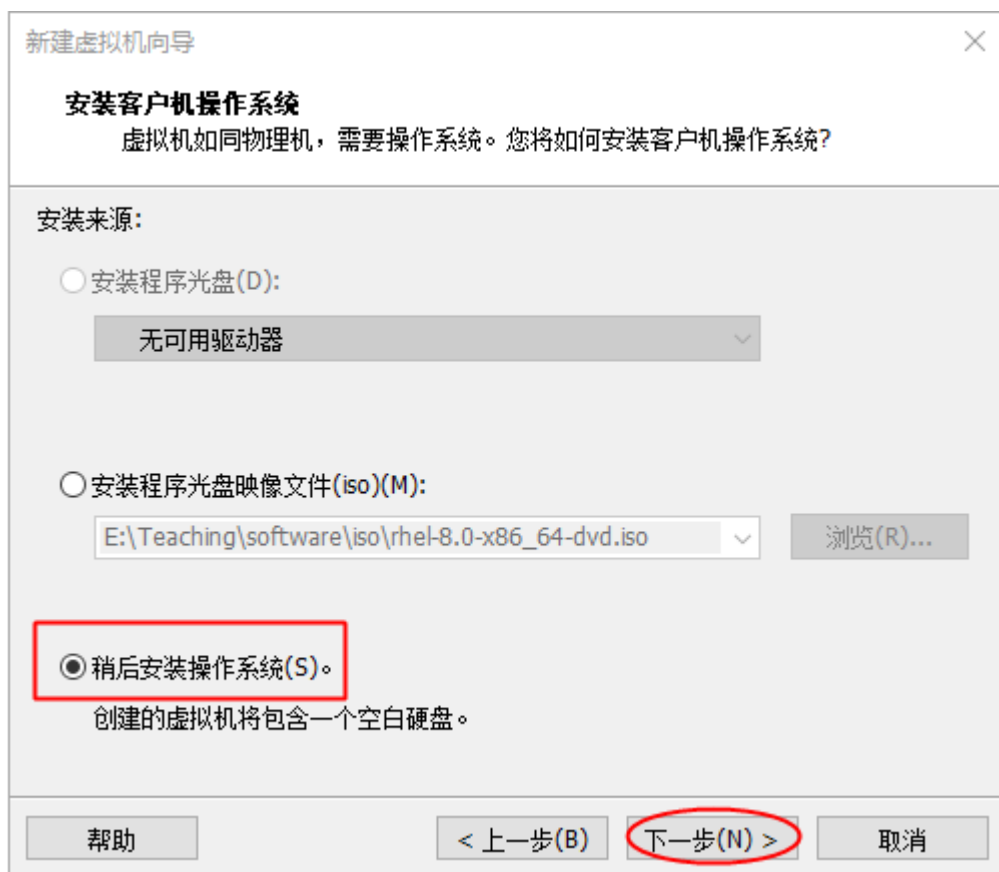 新建虚拟机向导
安装客户机操作系统
虚拟机如同物理机，需要操作系统。您将如何安装客户机操作系统?
安装来源:
安装程序光盘(D):
无可用驱动器
安装程序光盘映像文件(iso)(M):
E:\Teaching\software\iso\rhel-8.0-x86_64-dvd.iso
浏览(R)...
稍后安装操作系统(S)。
创建的虚拟机将包含一个空白硬盘。
帮助
< 上一步(B)
下一步(N) >
取消